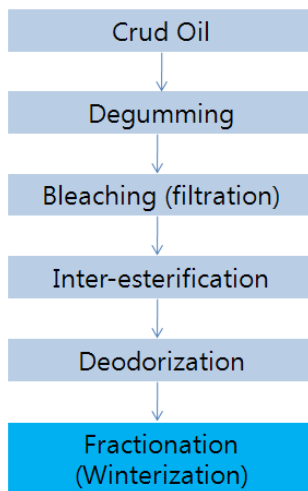 Crud Oil
Degumming
Bleaching (filtration)
Inter-esterification
Deodorization
Fractionation
(Winterization)